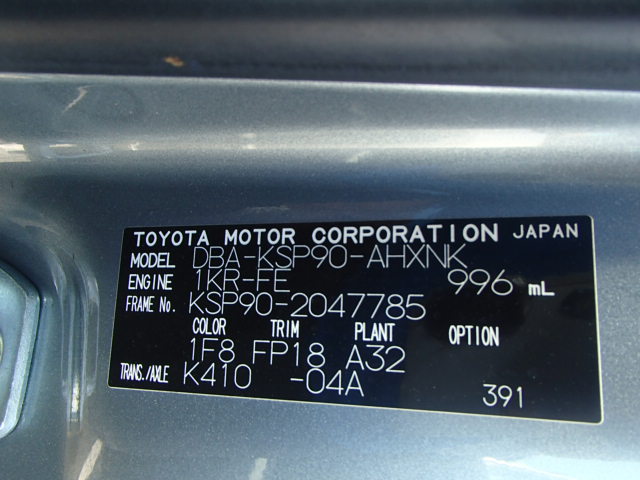 TOYOTA MOTOR CORPORATION JAPAN
MODEL DBA-KSP90-AHXNK
ENGINE 1KR-FE 996 mL
FRAME No. KSP90-2047785
COLOR TRIM PLANT OPTION
1F8 FP18 A32
TRANS./AXLE K410 -04A
391